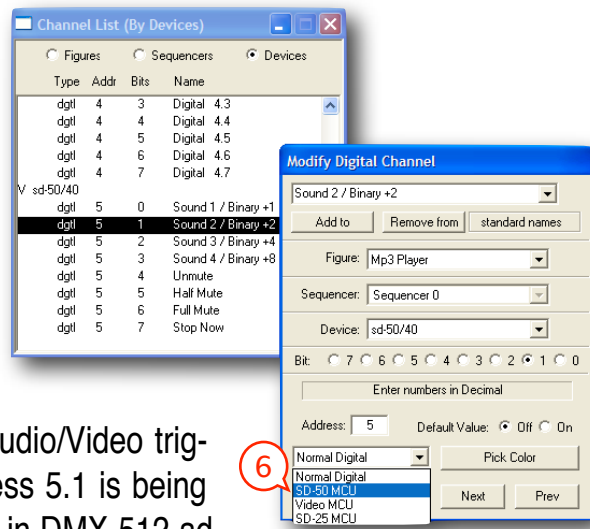 Channel List (By Devices)
Figures Sequencers Devices
Type Addr Bits Name
dgtl 4 3 Digital 4.3
dgtl 4 4 Digital 4.4
dgtl 4 5 Digital 4.5
dgtl 4 6 Digital 4.6
dgtl 4 7 Digital 4.7
V sd-50/40
dgtl 5 0 Sound 1 / Binary +1
dgtl 5 1 Sound 2 / Binary +2
dgtl 5 2 Sound 3 / Binary +4
dgtl 5 3 Sound 4 / Binary +8
dgtl 5 4 Unmute
dgtl 5 5 Half Mute
dgtl 5 6 Full Mute
dgtl 5 7 Stop Now
Modify Digital Channel
Sound 2 / Binary +2
Add to Remove from standard names
Figure: Mp3 Player
Sequencer: Sequencer 0
Device: sd-50/40
Bit: 7 6 5 4 3 2 1 0
Enter numbers in Decimal
Address: 5 Default Value: Off On
Normal Digital Pick Color
Normal Digital
SD-50 MCU
Video MCU
SD-25 MCU
Next Prev
6
udio/Video trig-
ess 5.1 is being
in DMX-512 sd